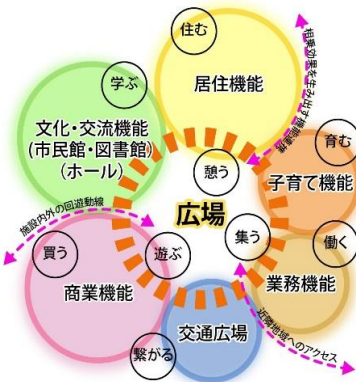 住む
学ぶ
居住機能
相乗効果を生み出す機能連携
文化・交流機能
(市民館・図書館)
(ホール)
育む
憩う
子育て機能
広場
施設内外の回遊動線
集う
働く
買う
遊ぶ
業務機能
商業機能
交通広場
近隣地域へのアクセス
繋がる